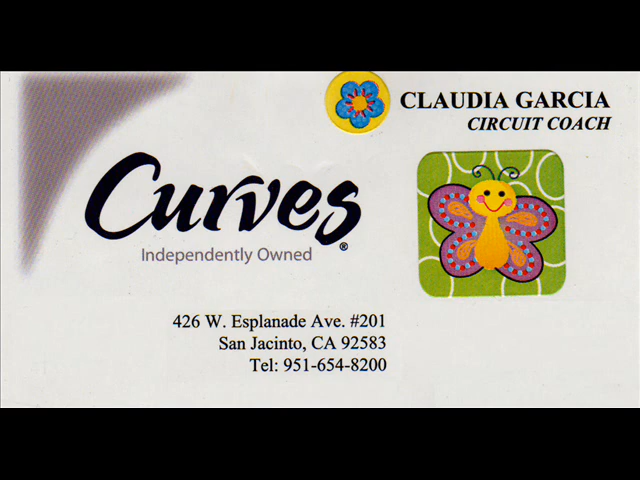 CLAUDIA GARCIA
CIRCUIT COACH
Curves®
Independently Owned
426 W. Esplanade Ave. #201
San Jacinto, CA 92583
Tel: 951-654-8200